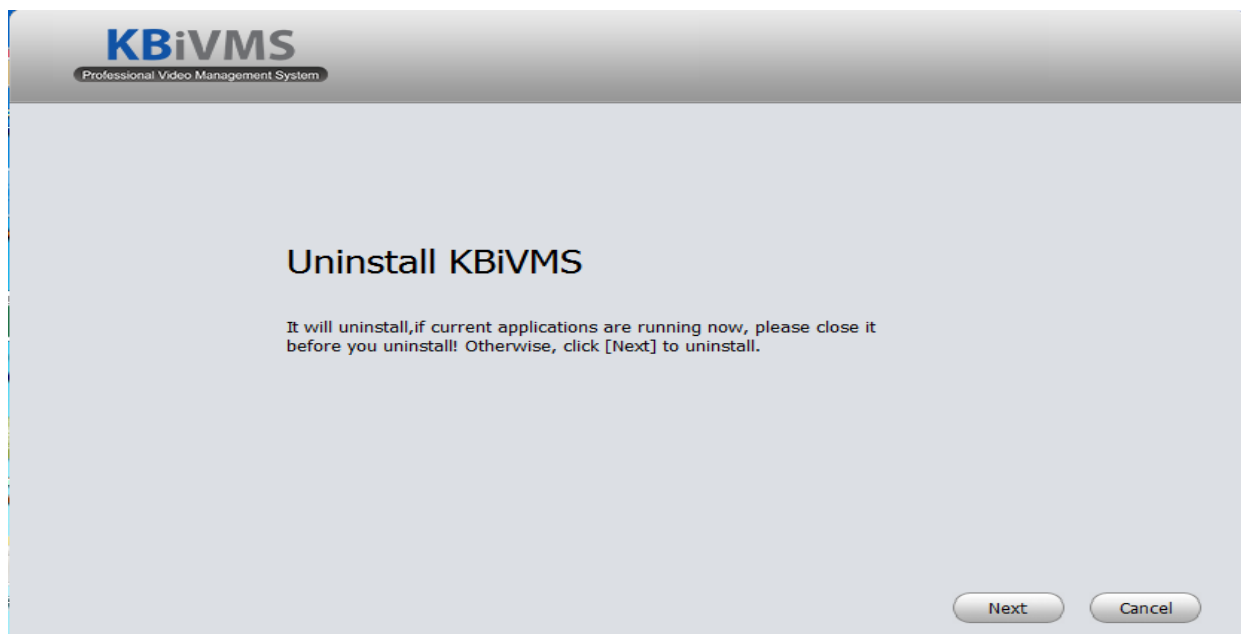 KBiVMS
Professional Video Management System
Uninstall KBiVMS
It will uninstall,if current applications are running now, please close it
before you uninstall! Otherwise, click [Next] to uninstall.
Next Cancel